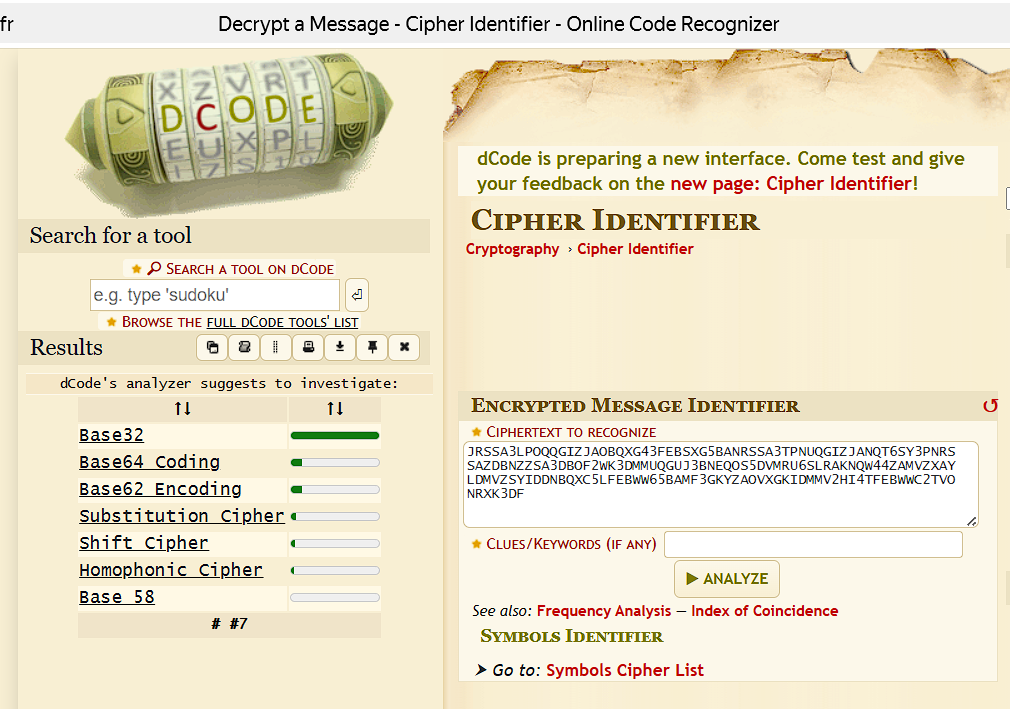 fr
Decrypt a Message - Cipher Identifier - Online Code Recognizer
X Z V R T
D C O D E
E U X P L
dCode is preparing a new interface. Come test and give
your feedback on the new page: Cipher Identifier!
Cipher Identifier
Cryptography › Cipher Identifier
Search for a tool
Search a tool on dCode
e.g. type 'sudoku'
Browse the full dCode tools' list
Results
dCode's analyzer suggests to investigate:
↑↓ ↑↓
Base32
Base64 Coding
Base62 Encoding
Substitution Cipher
Shift Cipher
Homophonic Cipher
Base 58
# #7
Encrypted Message Identifier
Ciphertext to recognize
JRSSA3LPOQQGIZJAOBQXG43FEBSXG5BANRSSA3TPNUQGIZJANQT6SY3PNRS
SAZDBNZZSA3DBOF2WK3DMMUQGUJ3BNEQOS5DVMRU6SLRAKNQW44ZAMVZXAY
LDMVZSYIDDNBQXC5LFEBWW65BAMF3GKYZAOVXGKIDMMV2HI4TFEBWWC2TVO
NRXK3DF
Clues/Keywords (if any)
► ANALYZE
See also: Frequency Analysis — Index of Coincidence
Symbols Identifier
➤ Go to: Symbols Cipher List